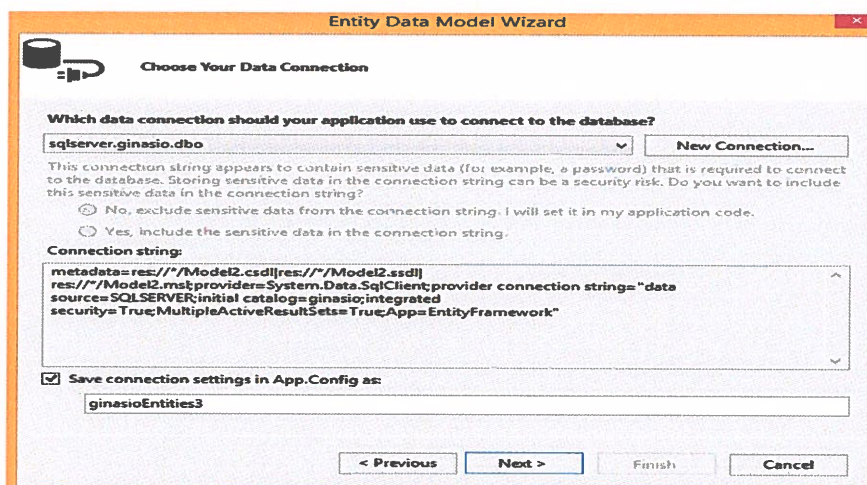 Entity Data Model Wizard
Choose Your Data Connection
Which data connection should your application use to connect to the database?
sqlserver.ginasio.dbo
New Connection...
This connection string appears to contain sensitive data (for example, a password) that is required to connect
to the database. Storing sensitive data in the connection string can be a security risk. Do you want to include
this sensitive data in the connection string?
No, exclude sensitive data from the connection string. I will set it in my application code.
Yes, include the sensitive data in the connection string.
Connection string:
metadata=res://*/Model2.csdl|res://*/Model2.ssdl|
res://*/Model2.msl;provider=System.Data.SqlClient;provider connection string="data
source=SQLSERVER;initial catalog=ginasio;integrated
security=True;MultipleActiveResultSets=True;App=EntityFramework"
Save connection settings in App.Config as:
ginasioEntities3
< Previous
Next >
Finish
Cancel